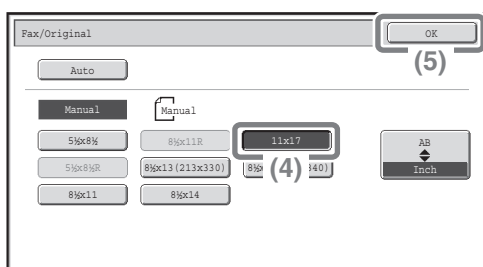 Fax/Original
OK
(5)
Auto
Manual
Manual
5½x8½
8½x11R
11x17
AB
5½x8½R
8½x13(213x330)
(4)
340)
Inch
8½x11
8½x14